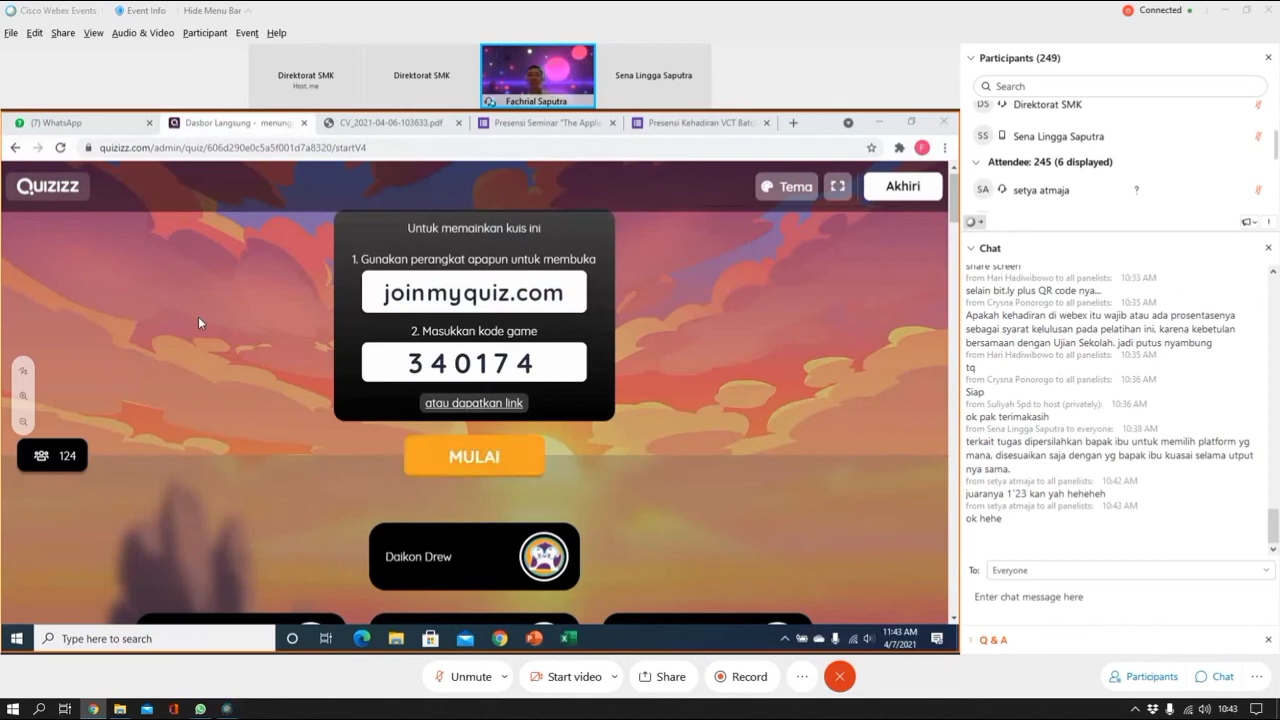 Cisco Webex Events
Event Info
Hide Menu Bar
Connected
File Edit Share View Audio & Video Participant Event Help
Direktorat SMK
Host, me
Direktorat SMK
Fachrial Saputra
Sena Lingga Saputra
(7) WhatsApp
Dasbor Langsung - menung
CV_2021-04-06-103633.pdf
Presensi Seminar "The Applie
Presensi Kehadiran VCT Bato
quizizz.com/admin/quiz/606d290e0c5a5f001d7a8320/startV4
F
Quizizz
Tema
Akhiri
Untuk memainkan kuis ini
1. Gunakan perangkat apapun untuk membuka
joinmyquiz.com
2. Masukkan kode game
340174
atau dapatkan link
124
MULAI
Daikon Drew
Type here to search
11:43 AM
4/7/2021
Participants (249)
Search
DS Direktorat SMK
SS Sena Lingga Saputra
Attendee: 245 (6 displayed)
SA setya atmaja ?
Chat
share screen
from Hari Hadiwibowo to all panelists: 10:33 AM
selain bit.ly plus QR code nya...
from Crysna Ponorogo to all panelists: 10:35 AM
Apakah kehadiran di webex itu wajib atau ada prosentasenya
sebagai syarat kelulusan pada pelatihan ini, karena kebetulan
bersamaan dengan Ujian Sekolah. jadi putus nyambung
from Hari Hadiwibowo to all panelists: 10:35 AM
tq
from Crysna Ponorogo to all panelists: 10:36 AM
Siap
from Suliyah Spd to host (privately): 10:36 AM
ok pak terimakasih
from Sena Lingga Saputra to everyone: 10:38 AM
terkait tugas dipersilahkan bapak ibu untuk memilih platform yg
mana, disesuaikan saja dengan yg bapak ibu kuasai selama utput
nya sama.
from setya atmaja to all panelists: 10:42 AM
juaranya 1`23 kan yah heheheh
from setya atmaja to all panelists: 10:43 AM
ok hehe
To: Everyone
Enter chat message here
Q & A
Unmute
Start video
Share
Record
Participants
Chat
10:43